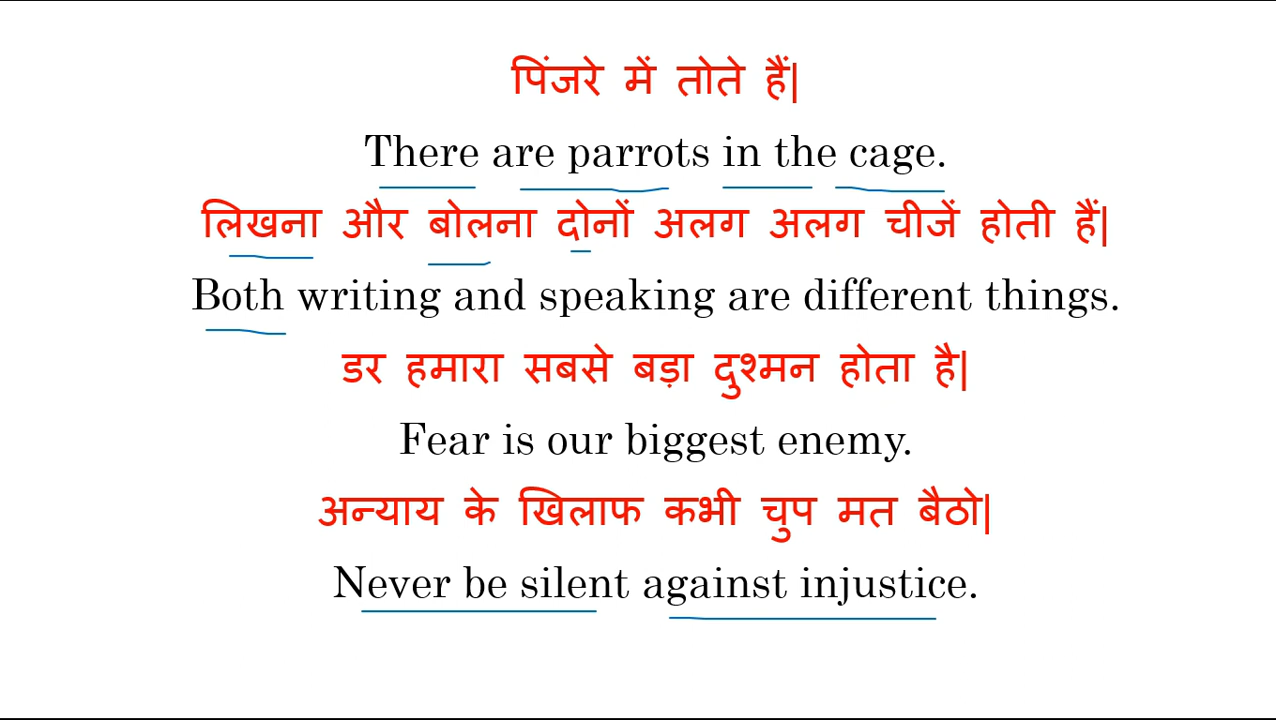 पिंजरे में तोते हैं|
There are parrots in the cage.
लिखना और बोलना दोनों अलग अलग चीजें होती हैं|
Both writing and speaking are different things.
डर हमारा सबसे बड़ा दुश्मन होता है|
Fear is our biggest enemy.
अन्याय के खिलाफ कभी चुप मत बैठो|
Never be silent against injustice.